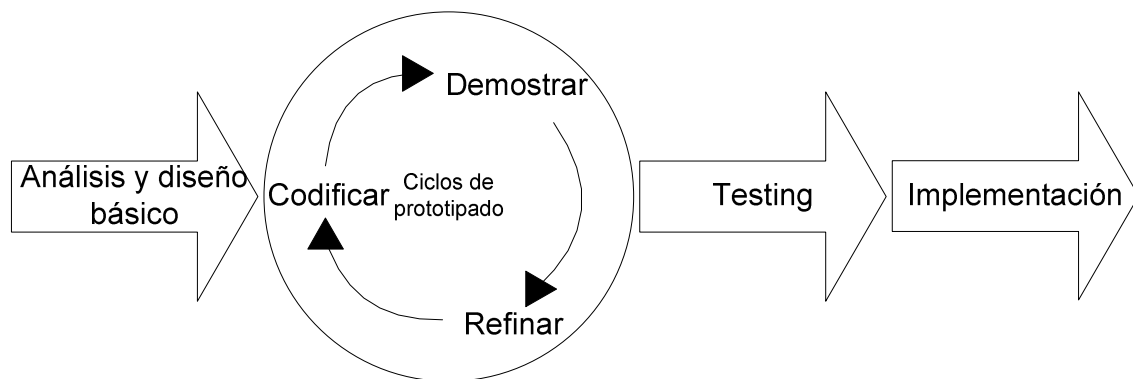 Análisis y diseño
básico
Codificar
Demostrar
Ciclos de
prototipado
Refinar
Testing
Implementación